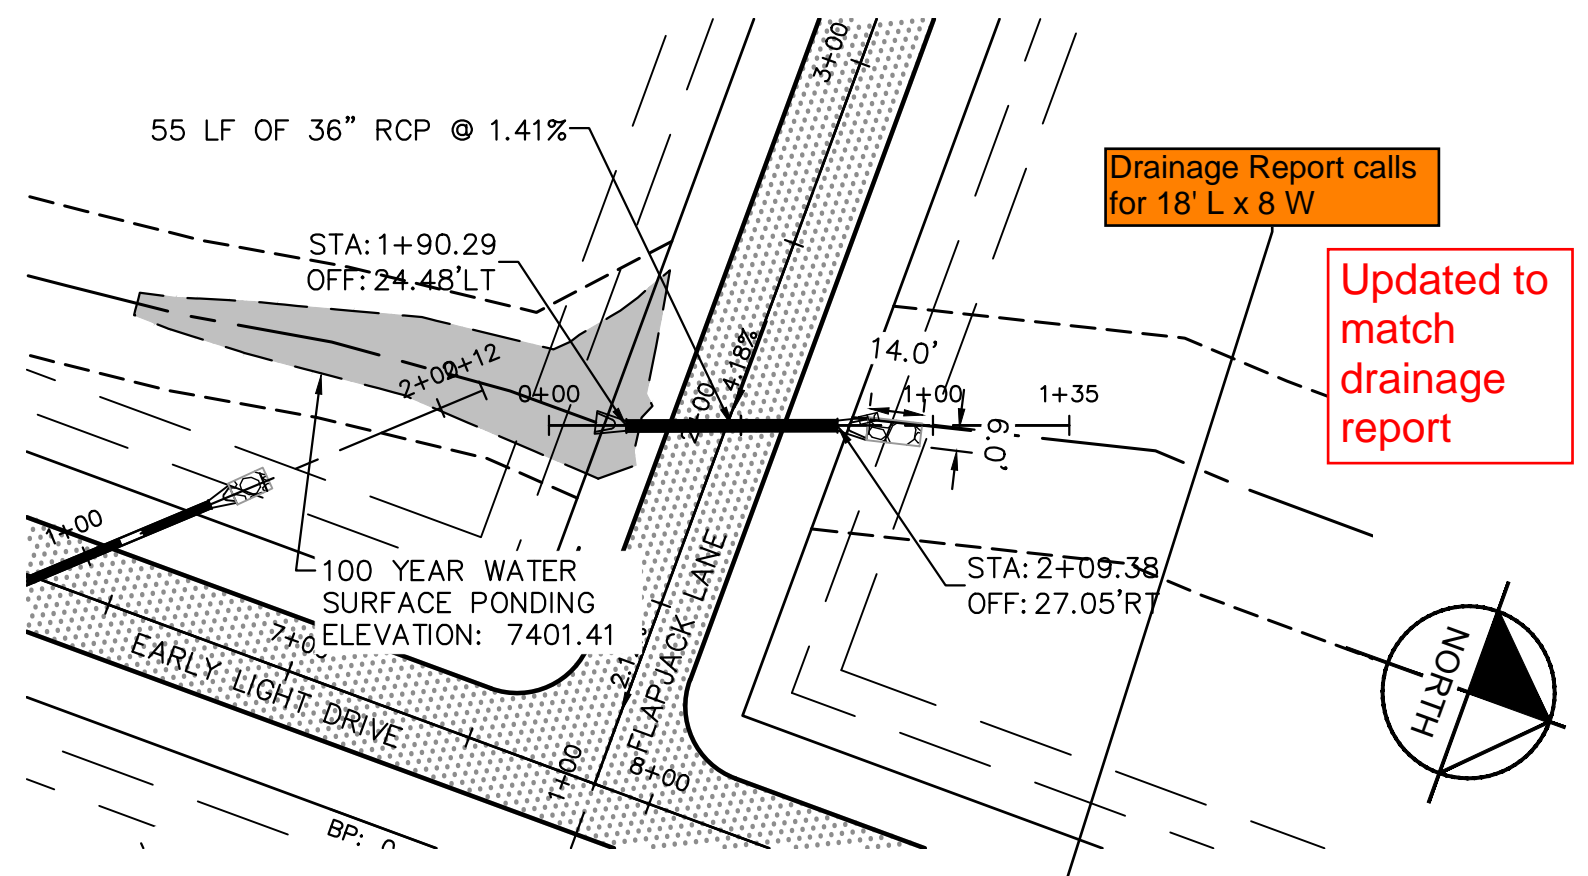 3+00
55 LF OF 36” RCP @ 1.41%
Drainage Report calls
for 18' L x 8 W
STA: 1+90.29
OFF: 24.48'LT
Updated to
match
drainage
report
4.18%
14.0'
2+00
2+12
0+00
2+00
1+00
1+35
6.0'
1+00
100 YEAR WATER
SURFACE PONDING
ELEVATION: 7401.41
STA: 2+09.38
OFF: 27.05'RT
EARLY LIGHT DRIVE
FLAPJACK LANE
NORTH
1+00
8+00
BP: